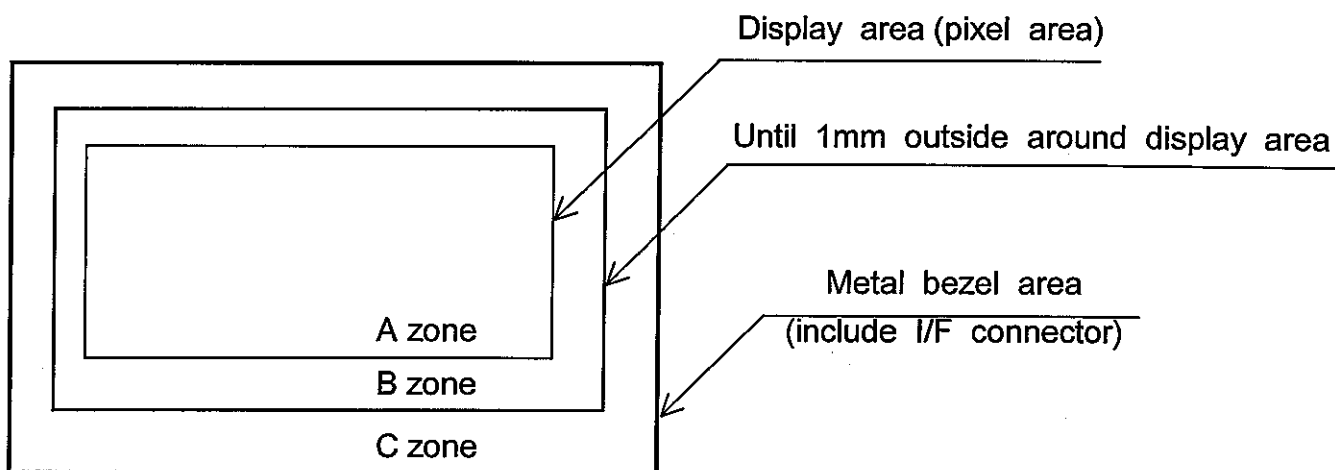 Display area (pixel area)
Until 1mm outside around display area
Metal bezel area
(include I/F connector)
A zone
B zone
C zone